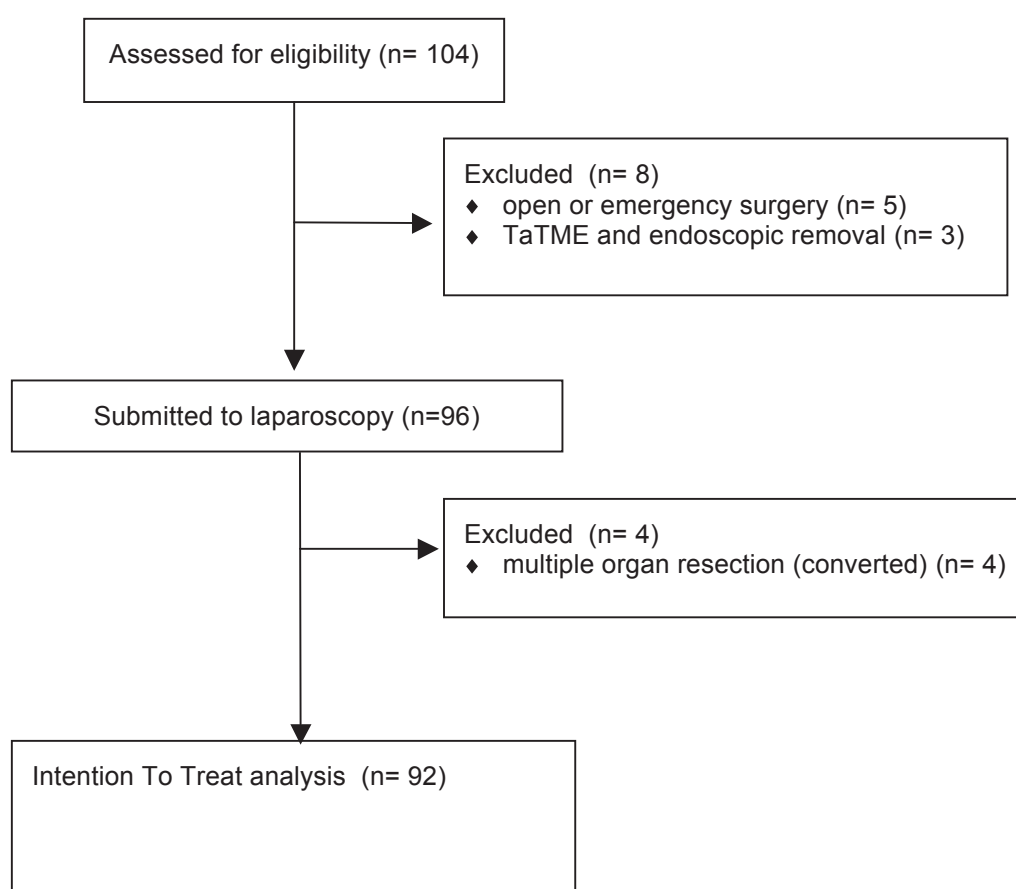 Assessed for eligibility (n= 104)
Excluded (n= 8)
♦ open or emergency surgery (n= 5)
♦ TaTME and endoscopic removal (n= 3)
Submitted to laparoscopy (n=96)
Excluded (n= 4)
♦ multiple organ resection (converted) (n= 4)
Intention To Treat analysis (n= 92)